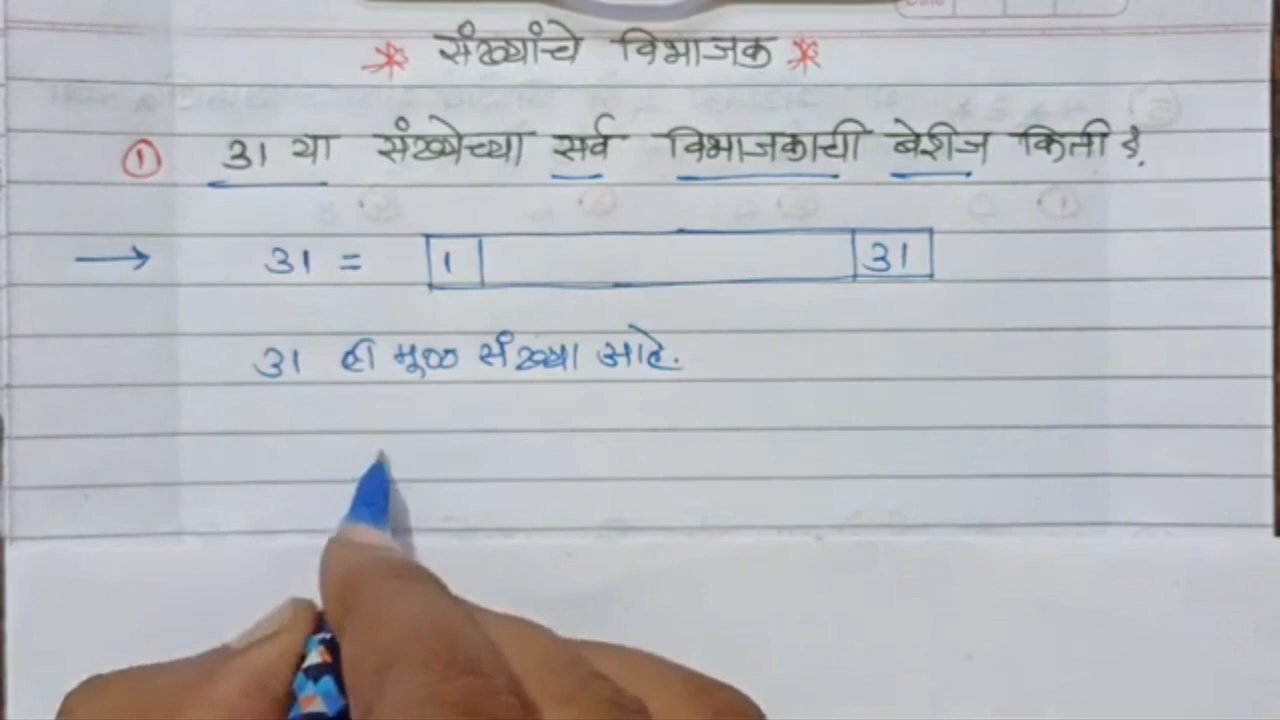 * संख्यांचे विभाजक *
① 31 या संख्येच्या सर्व विभाजकाची बेरीज किती ?
→ 31 = 1 31
31 ही मूळ संख्या आहे.